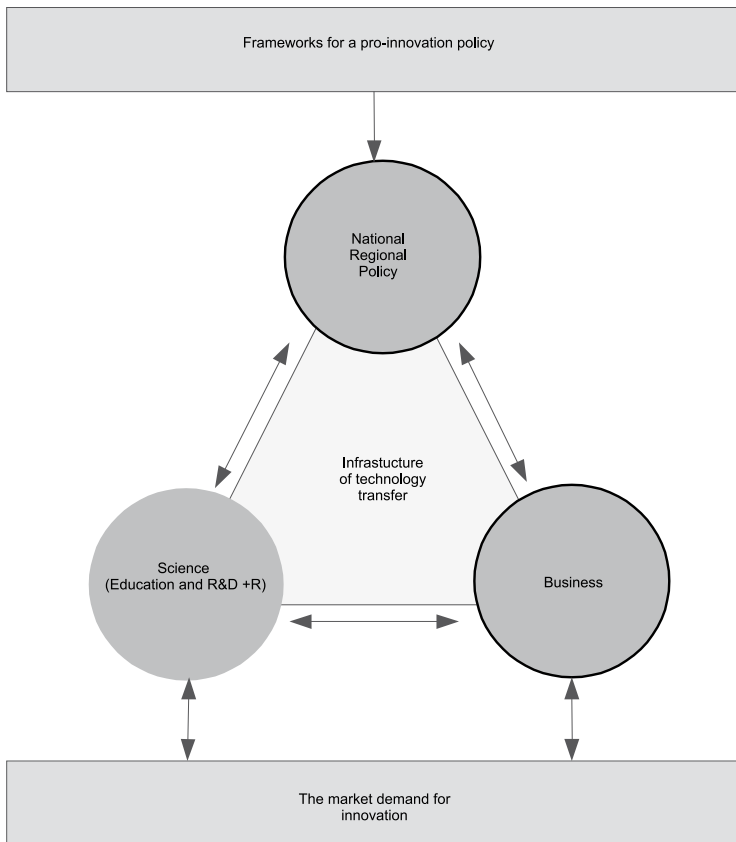 Frameworks for a pro-innovation policy
National
Regional
Policy
Infrastucture
of technology
transfer
Science
(Education and R&D +R)
Business
The market demand for
innovation